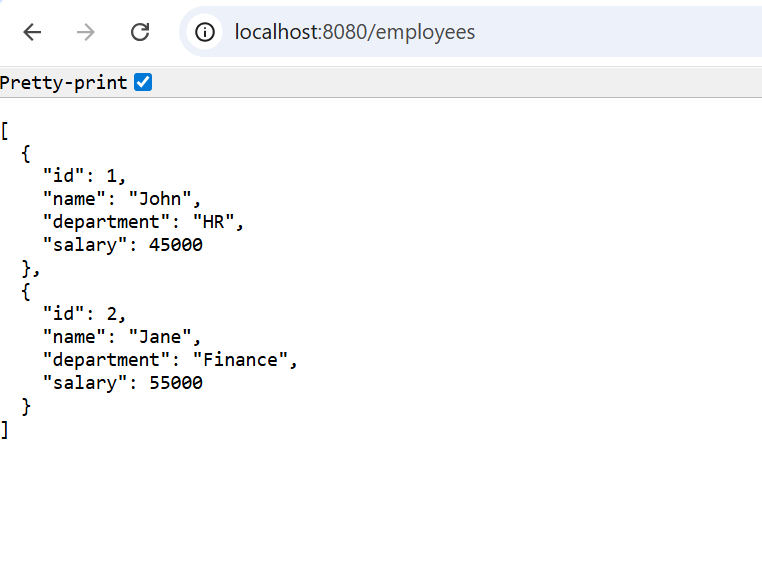 localhost:8080/employees
Pretty-print
[
  {
    "id": 1,
    "name": "John",
    "department": "HR",
    "salary": 45000
  },
  {
    "id": 2,
    "name": "Jane",
    "department": "Finance",
    "salary": 55000
  }
]